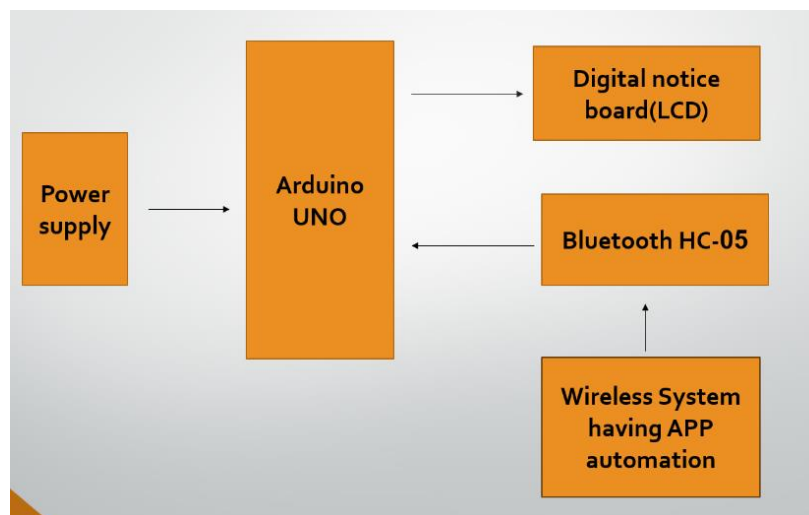 Power
supply
Arduino
UNO
Digital notice
board(LCD)
Bluetooth HC-05
Wireless System
having APP
automation